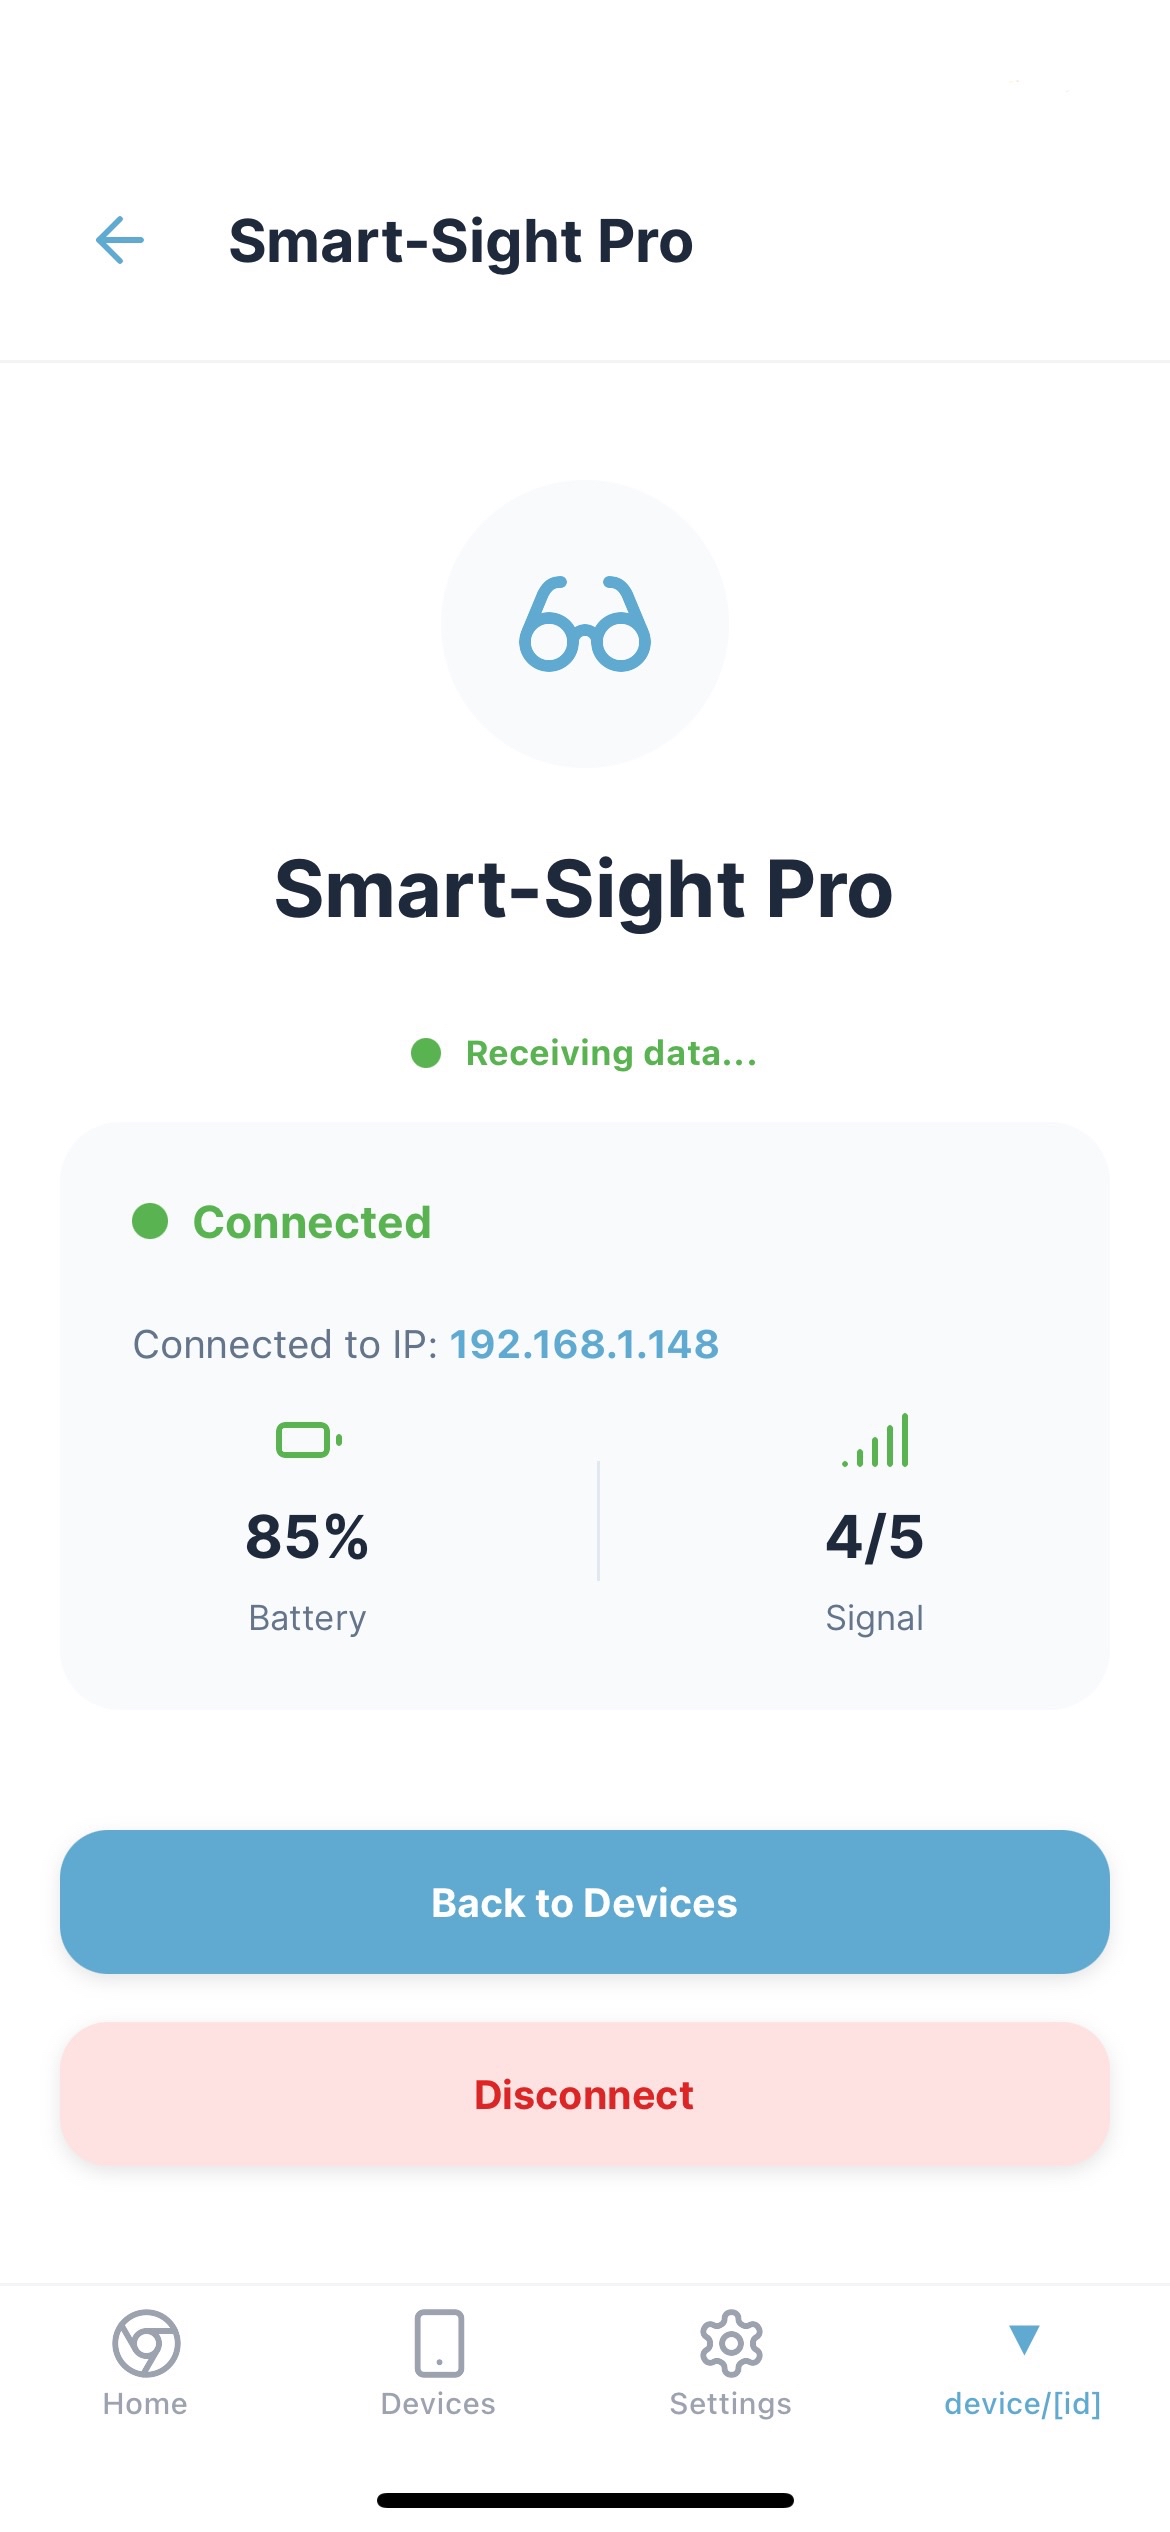 Smart-Sight Pro
Smart-Sight Pro
Receiving data...
Connected
Connected to IP: 192.168.1.148
85%
4/5
Battery
Signal
Back to Devices
Disconnect
Home
Devices
Settings
device/[id]